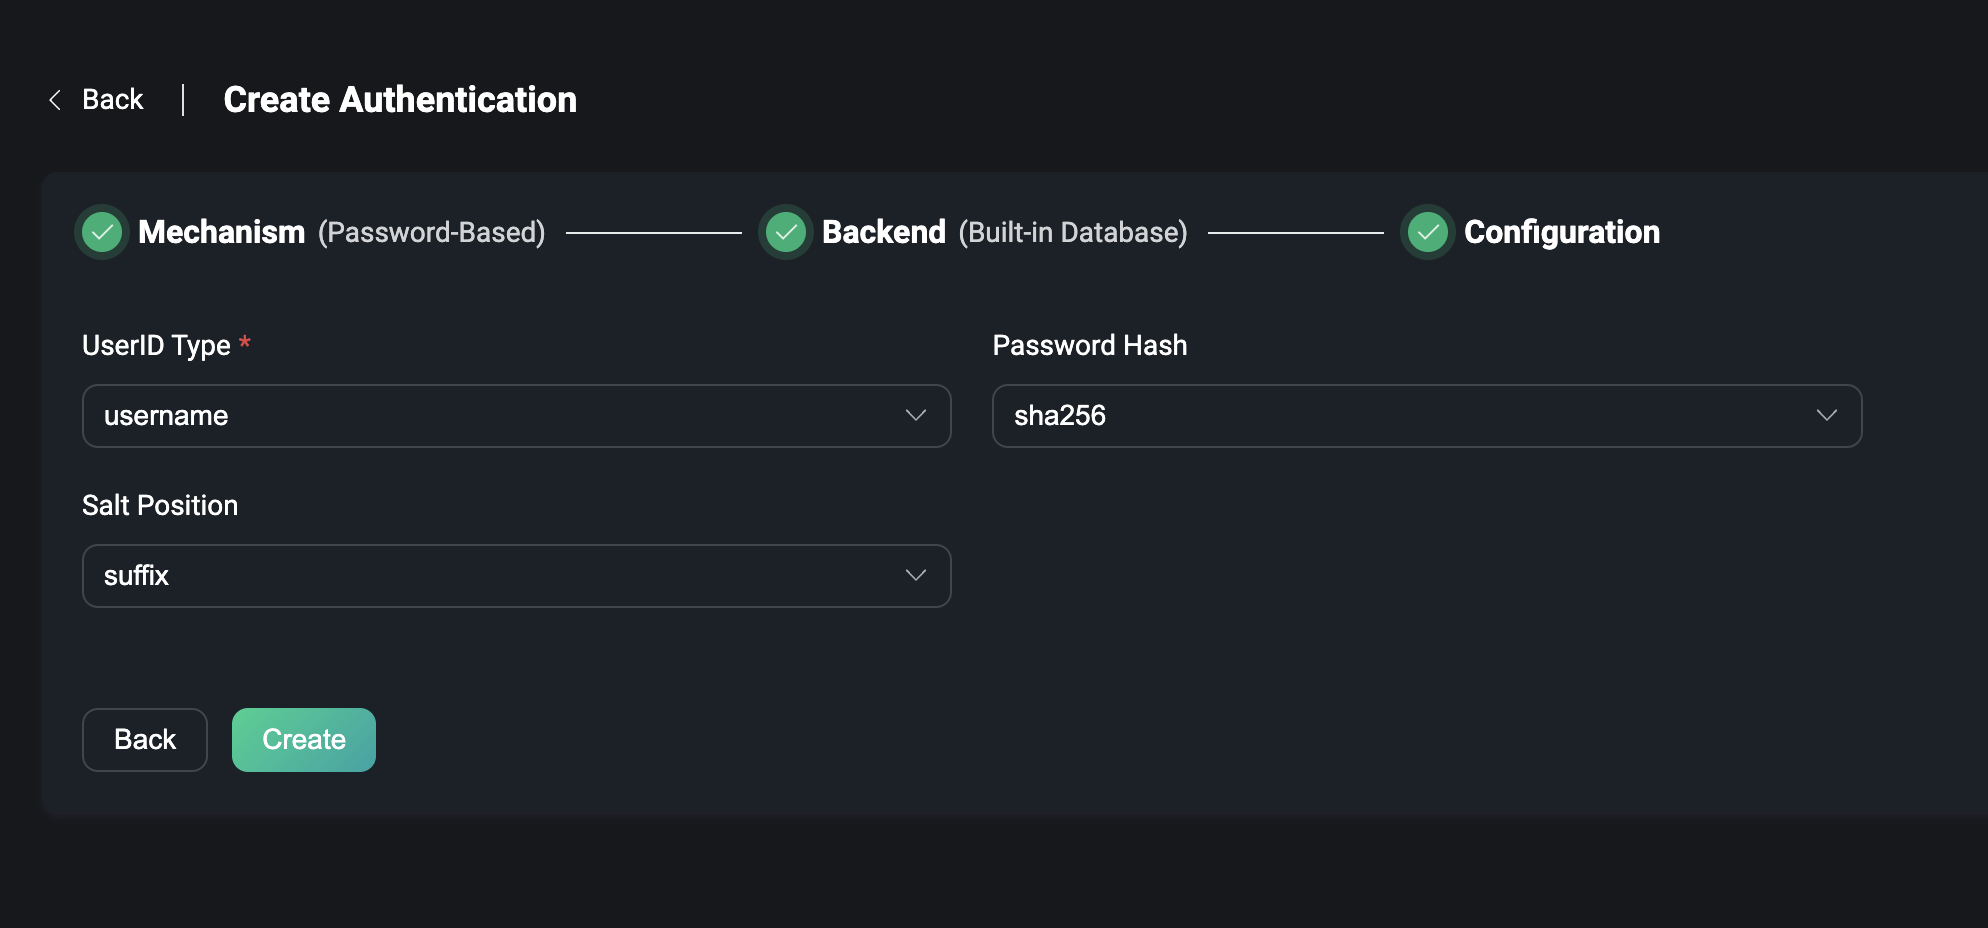 Back | Create Authentication
Mechanism (Password-Based) Backend (Built-in Database) Configuration
UserID Type * Password Hash
username sha256
Salt Position
suffix
Back Create